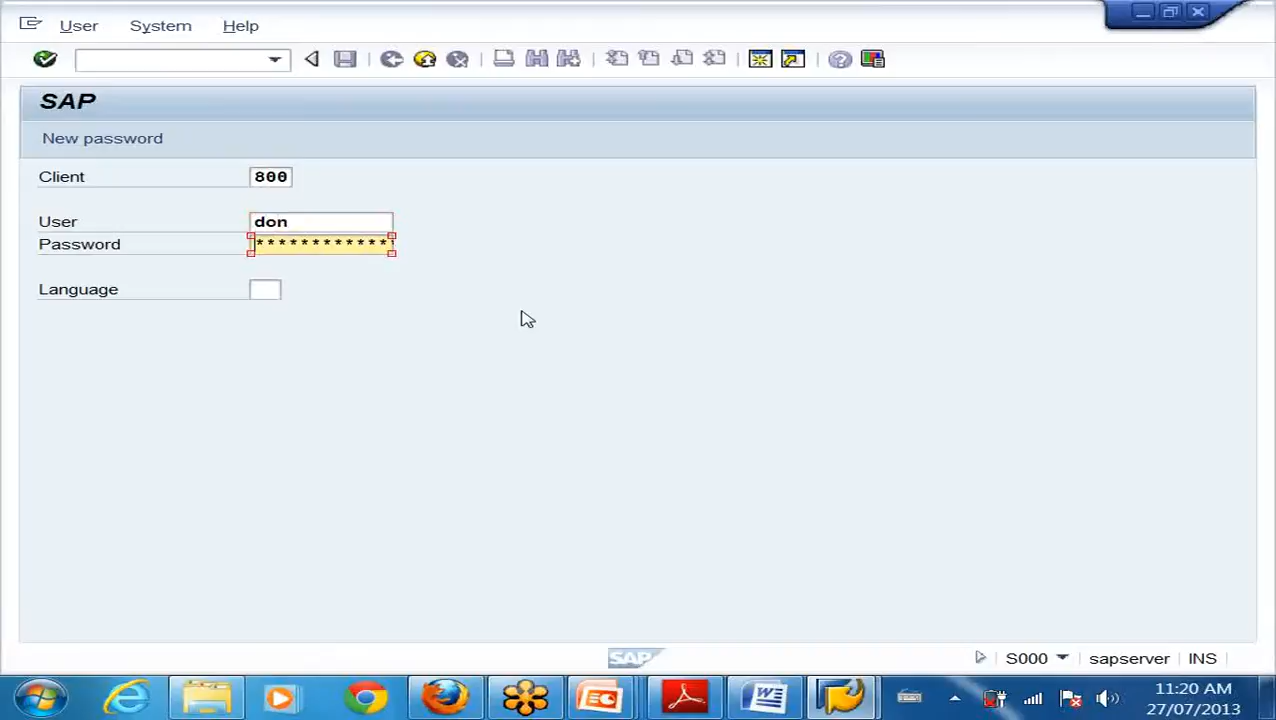 User System Help
SAP
New password
Client 800
User don
Password ************
Language
SAP
S000 sapserver INS
11:20 AM
27/07/2013